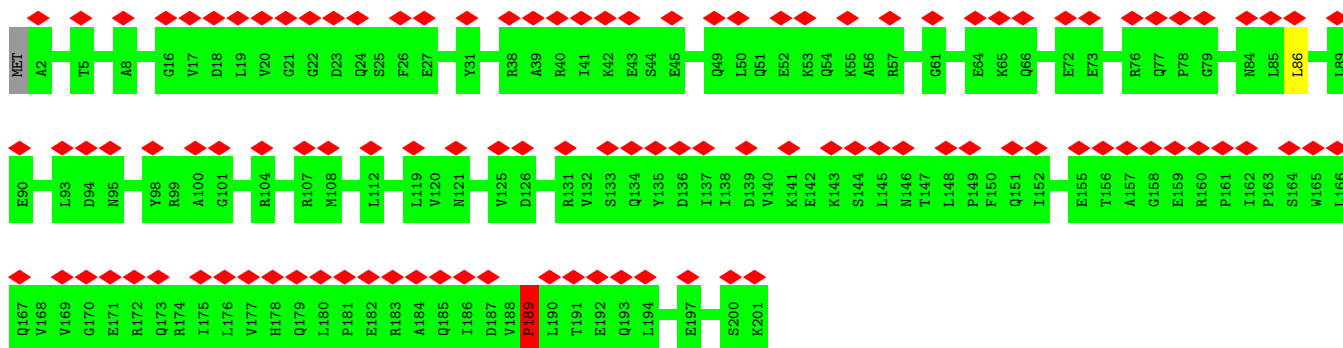 MET A2 T5 A8 G16 V17 D18 L19 V20 G21 G22 D23 Q24 S25 F26 E27 Y31 R38 A39 R40 I41 K42 E43 S44 E45 Q49 L50 Q51 E52 K53 Q54 K55 A56 R57 G61 E64 K65 Q66 E72 E73 R76 Q77 P78 G79 N84 L85 L86 L89
E90 L93 D94 N95 Y98 R99 A100 G101 R104 R107 M108 L112 L119 V120 N121 V125 D126 R131 V132 S133 Q134 Y135 D136 I137 I138 D139 V140 K141 E142 K143 S144 L145 N146 T147 L148 P149 F150 Q151 I152 E155 T156 A157 G158 E159 R160 P161 I162 P163 S164 W165 L166
Q167 V168 V169 G170 E171 R172 Q173 R174 I175 L176 V177 H178 Q179 L180 P181 E182 R183 A184 Q185 I186 D187 V188 P189 L190 T191 E192 Q193 L194 E197 S200 K201